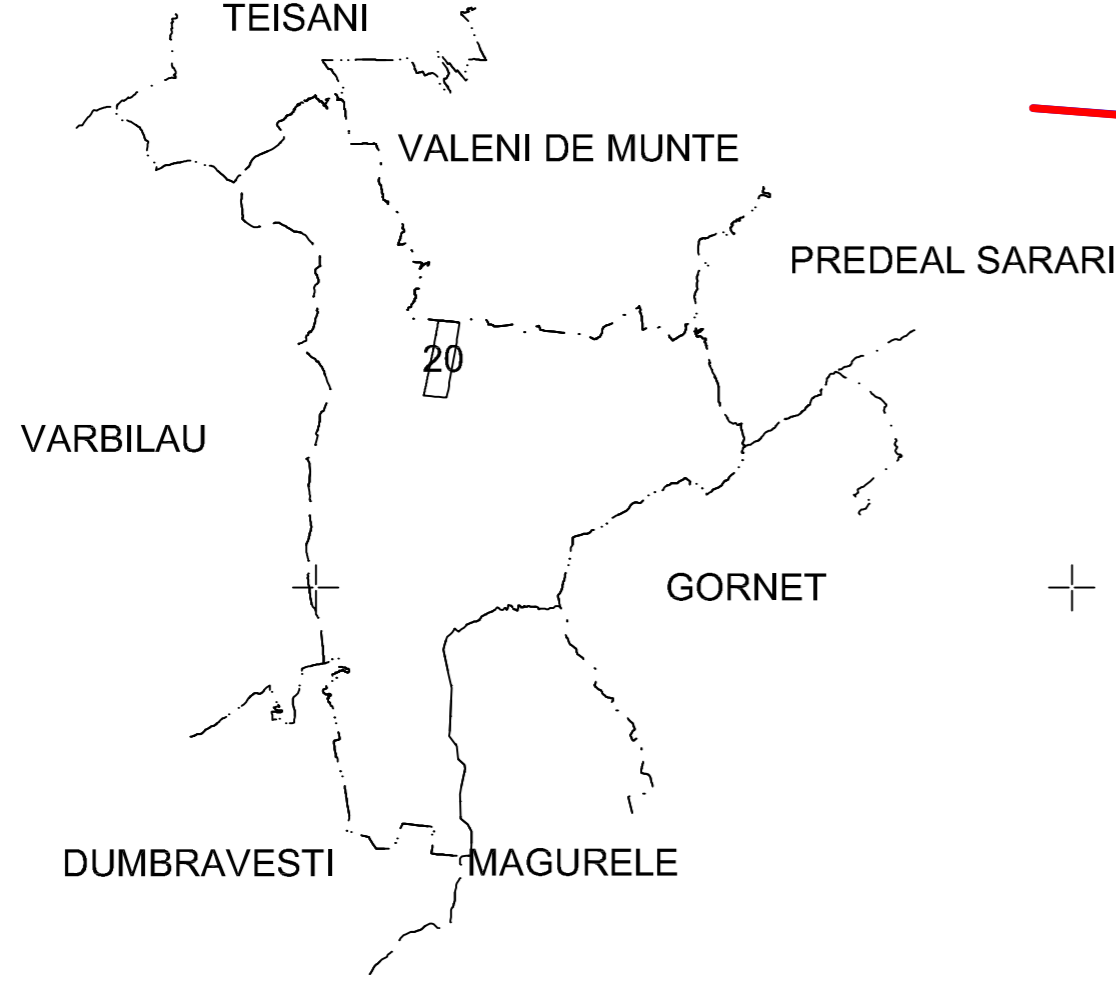 TEISANI
VALENI DE MUNTE
PREDEAL SARARI
20
VARBILAU
GORNET
DUMBRAVESTI
MAGURELE